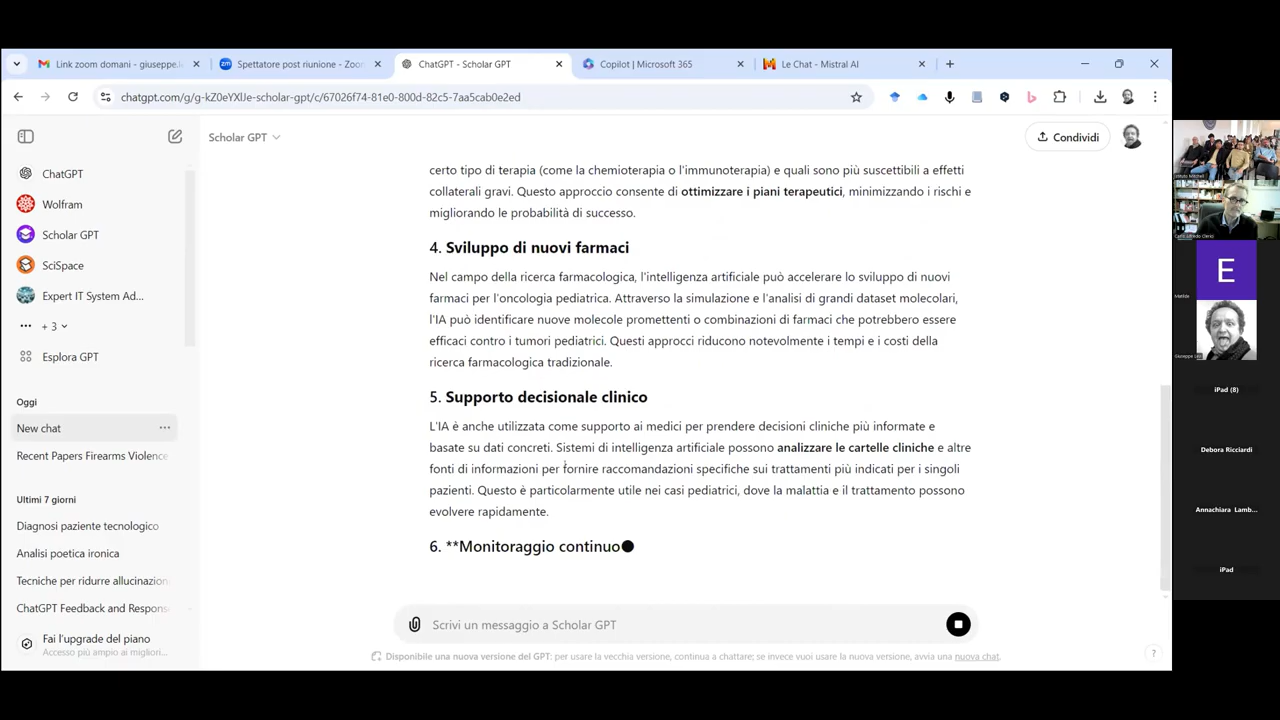 Link zoom domani - giuseppe.l
Spettatore post riunione - Zoo
ChatGPT - Scholar GPT
Copilot | Microsoft 365
Le Chat - Mistral AI
chatgpt.com/g/g-kZ0eYXlJe-scholar-gpt/c/67026f74-81e0-800d-82c5-7aa5cab0e2ed
Scholar GPT
Condividi
ChatGPT
Wolfram
Scholar GPT
SciSpace
Expert IT System Ad...
... + 3
Esplora GPT
Oggi
New chat ...
Recent Papers Firearms Violence
Ultimi 7 giorni
Diagnosi paziente tecnologico
Analisi poetica ironica
Tecniche per ridurre allucinazion
ChatGPT Feedback and Respons
Fai l'upgrade del piano
Accesso più ampio ai migliori...
certo tipo di terapia (come la chemioterapia o l'immunoterapia) e quali sono più suscettibili a effetti
collaterali gravi. Questo approccio consente di ottimizzare i piani terapeutici, minimizzando i rischi e
migliorando le probabilità di successo.
4. Sviluppo di nuovi farmaci
Nel campo della ricerca farmacologica, l'intelligenza artificiale può accelerare lo sviluppo di nuovi
farmaci per l'oncologia pediatrica. Attraverso la simulazione e l'analisi di grandi dataset molecolari,
l'IA può identificare nuove molecole promettenti o combinazioni di farmaci che potrebbero essere
efficaci contro i tumori pediatrici. Questi approcci riducono notevolmente i tempi e i costi della
ricerca farmacologica tradizionale.
5. Supporto decisionale clinico
L'IA è anche utilizzata come supporto ai medici per prendere decisioni cliniche più informate e
basate su dati concreti. Sistemi di intelligenza artificiale possono analizzare le cartelle cliniche e altre
fonti di informazioni per fornire raccomandazioni specifiche sui trattamenti più indicati per i singoli
pazienti. Questo è particolarmente utile nei casi pediatrici, dove la malattia e il trattamento possono
evolvere rapidamente.
6. **Monitoraggio continuo
Scrivi un messaggio a Scholar GPT
Disponibile una nuova versione del GPT: per usare la vecchia versione, continua a chattare; se invece vuoi usare la nuova versione, avvia una nuova chat.
?
E
Matilde
iPad (8)
Debora Ricciardi
Annachiara Lamb...
iPad